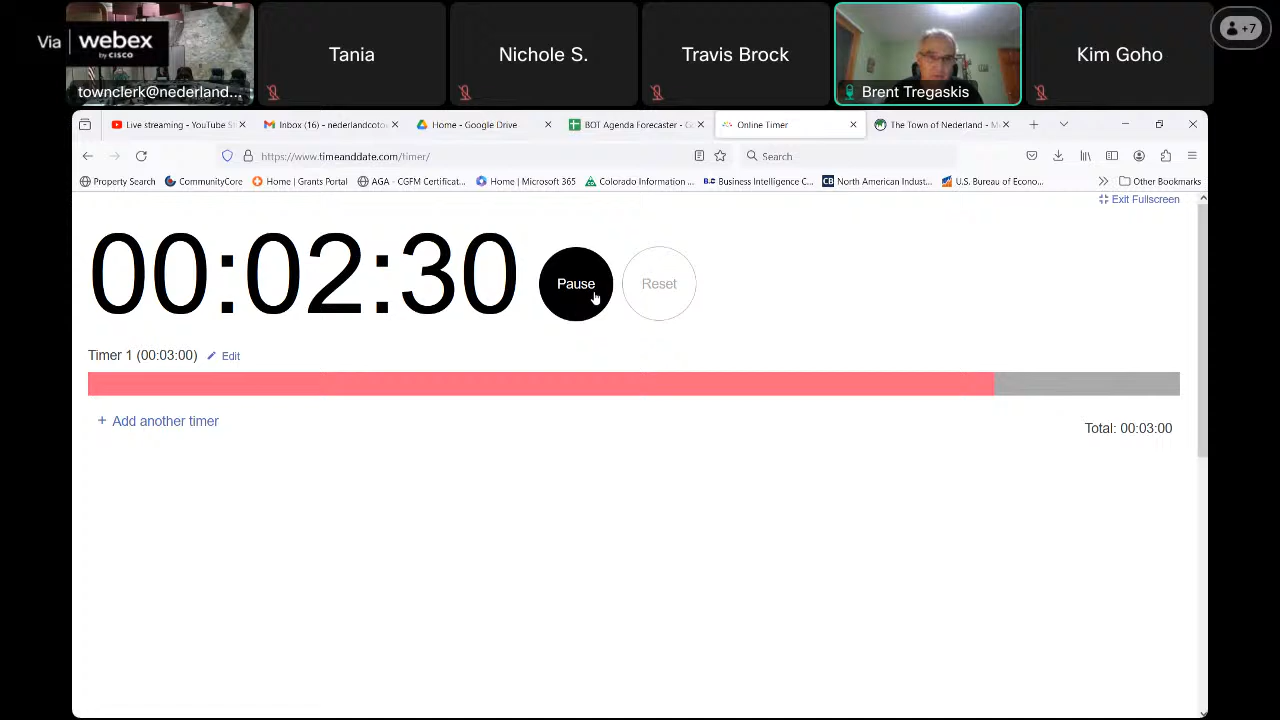 Via webex
by CISCO
townclerk@nederland...
Tania
Nichole S.
Travis Brock
Brent Tregaskis
Kim Goho
+7
Live streaming - YouTube S
Inbox (16) - nederlandcoto
Home - Google Drive
BOT Agenda Forecaster - G
Online Timer
The Town of Nederland - M
https://www.timeanddate.com/timer/
Search
Property Search
CommunityCore
Home | Grants Portal
AGA - CGFM Certificat...
Home | Microsoft 365
Colorado Information ...
Business Intelligence C...
North American Indust...
U.S. Bureau of Econo...
Other Bookmarks
Exit Fullscreen
00:02:30
Pause
Reset
Timer 1 (00:03:00)
Edit
+ Add another timer
Total: 00:03:00